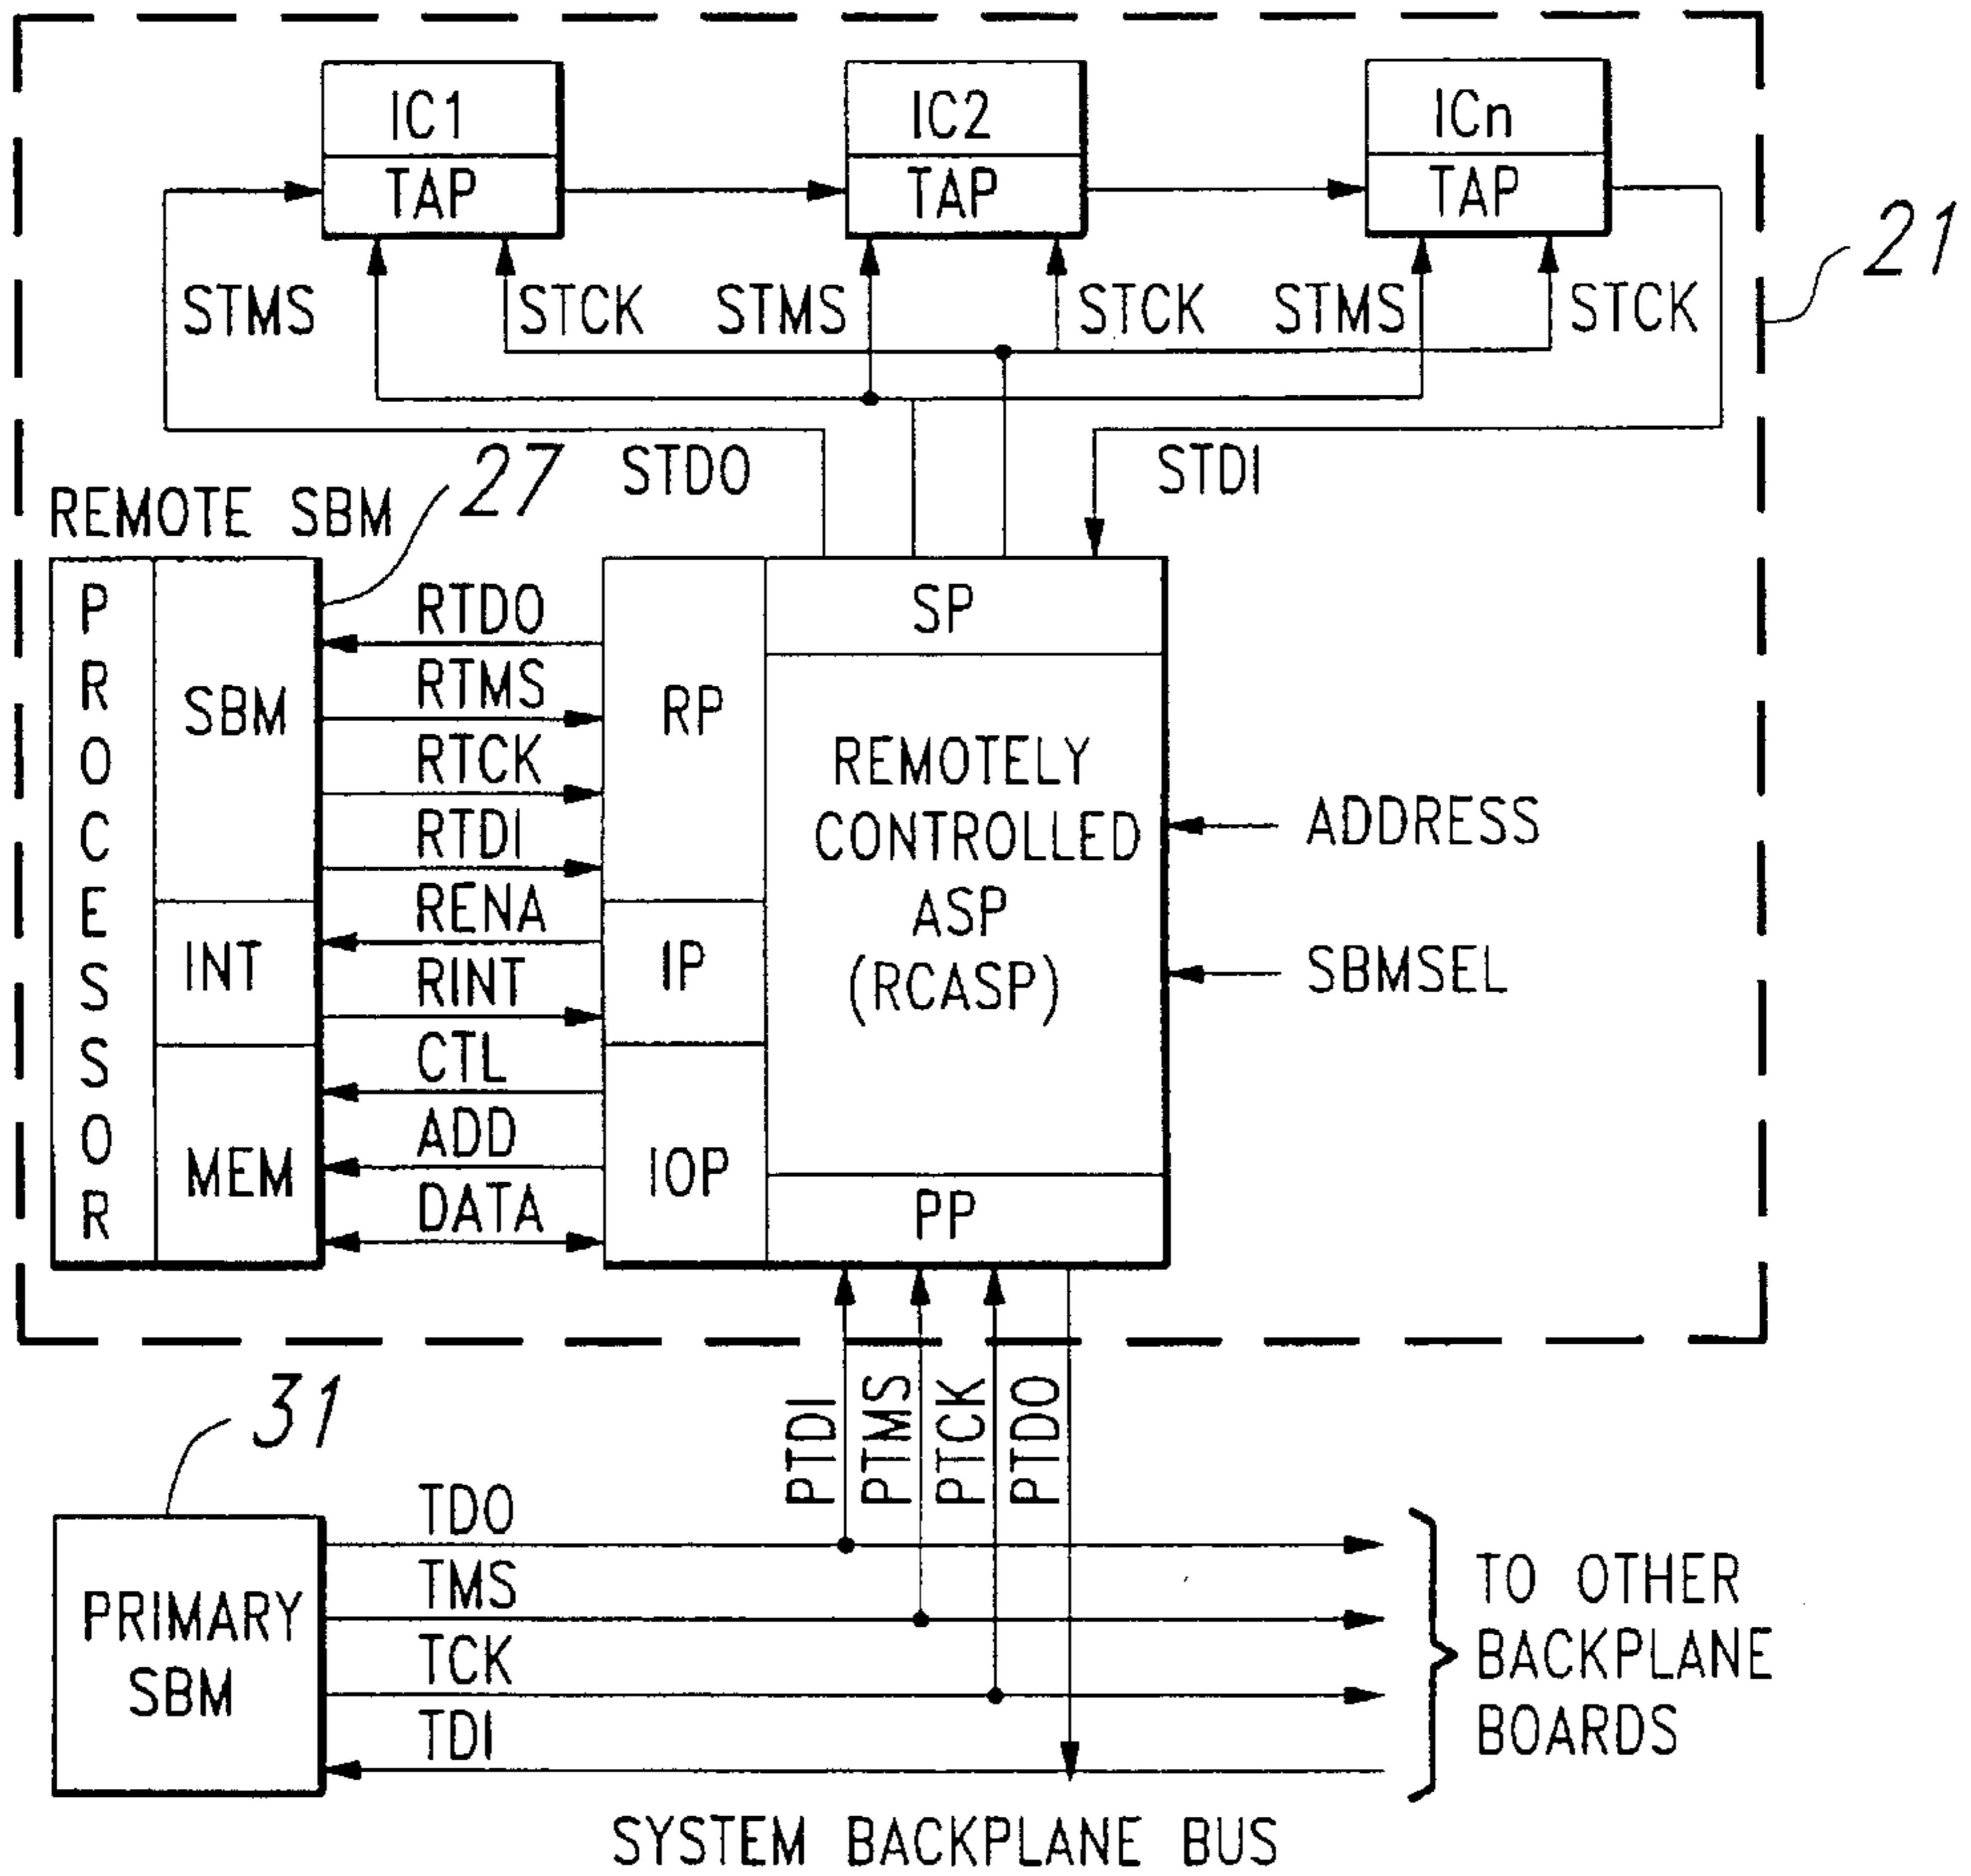 IC1
TAP
IC2
TAP
ICn
TAP
21
STMS
STCK
STMS
STCK
STMS
STCK
STDO
STDI
REMOTE SBM
27
PROCESSOR
SBM
INT
MEM
RTDO
RTMS
RTCK
RTDI
RENA
RINT
CTL
ADD
DATA
RP
IP
IOP
SP
REMOTELY
CONTROLLED
ASP
(RCASP)
PP
ADDRESS
SBMSEL
PTDI
PTMS
PTCK
PTDO
31
PRIMARY
SBM
TDO
TMS
TCK
TDI
TO OTHER
BACKPLANE
BOARDS
SYSTEM BACKPLANE BUS